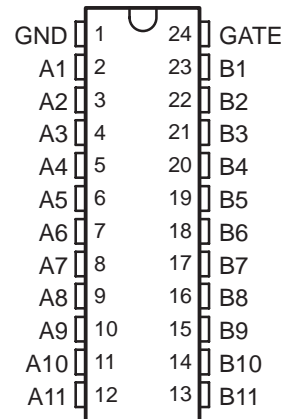 GND 1 24 GATE
A1 2 23 B1
A2 3 22 B2
A3 4 21 B3
A4 5 20 B4
A5 6 19 B5
A6 7 18 B6
A7 8 17 B7
A8 9 16 B8
A9 10 15 B9
A10 11 14 B10
A11 12 13 B11